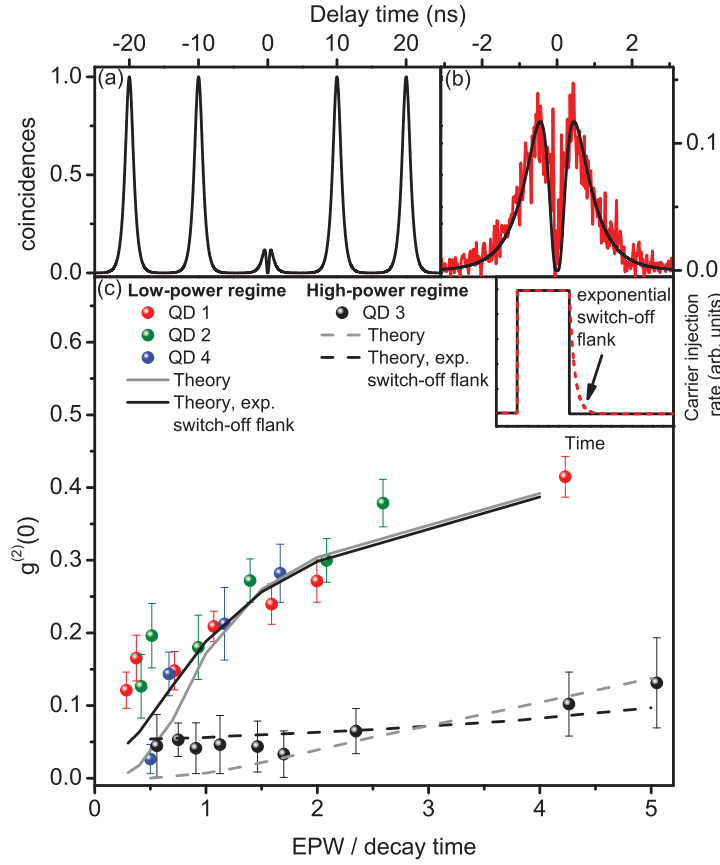 Delay time (ns)
-20 -10 0 10 20
-2 0 2
(a)
(b)
1.0
0.5
0.0
coincidences
0.1
0.0
(c)
Low-power regime
QD 1
QD 2
QD 4
Theory
Theory, exp.
switch-off flank
High-power regime
QD 3
Theory
Theory, exp.
switch-off flank
exponential
switch-off
flank
Time
Carrier injection
rate (arb. units)
0.6
0.5
0.4
0.3
0.2
0.1
0.0
g⁽²⁾(0)
0 1 2 3 4 5
EPW / decay time